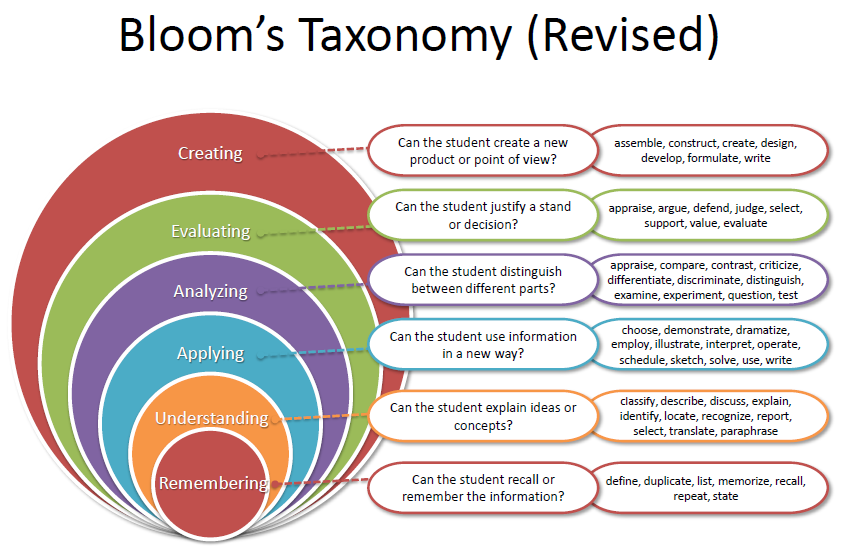 Bloom’s Taxonomy (Revised)
Creating
Can the student create a new
product or point of view?
assemble, construct, create, design,
develop, formulate, write
Evaluating
Can the student justify a stand
or decision?
appraise, argue, defend, judge, select,
support, value, evaluate
Analyzing
Can the student distinguish
between different parts?
appraise, compare, contrast, criticize,
differentiate, discriminate, distinguish,
examine, experiment, question, test
Applying
Can the student use information
in a new way?
choose, demonstrate, dramatize,
employ, illustrate, interpret, operate,
schedule, sketch, solve, use, write
Understanding
Can the student explain ideas or
concepts?
classify, describe, discuss, explain,
identify, locate, recognize, report,
select, translate, paraphrase
Remembering
Can the student recall or
remember the information?
define, duplicate, list, memorize, recall,
repeat, state